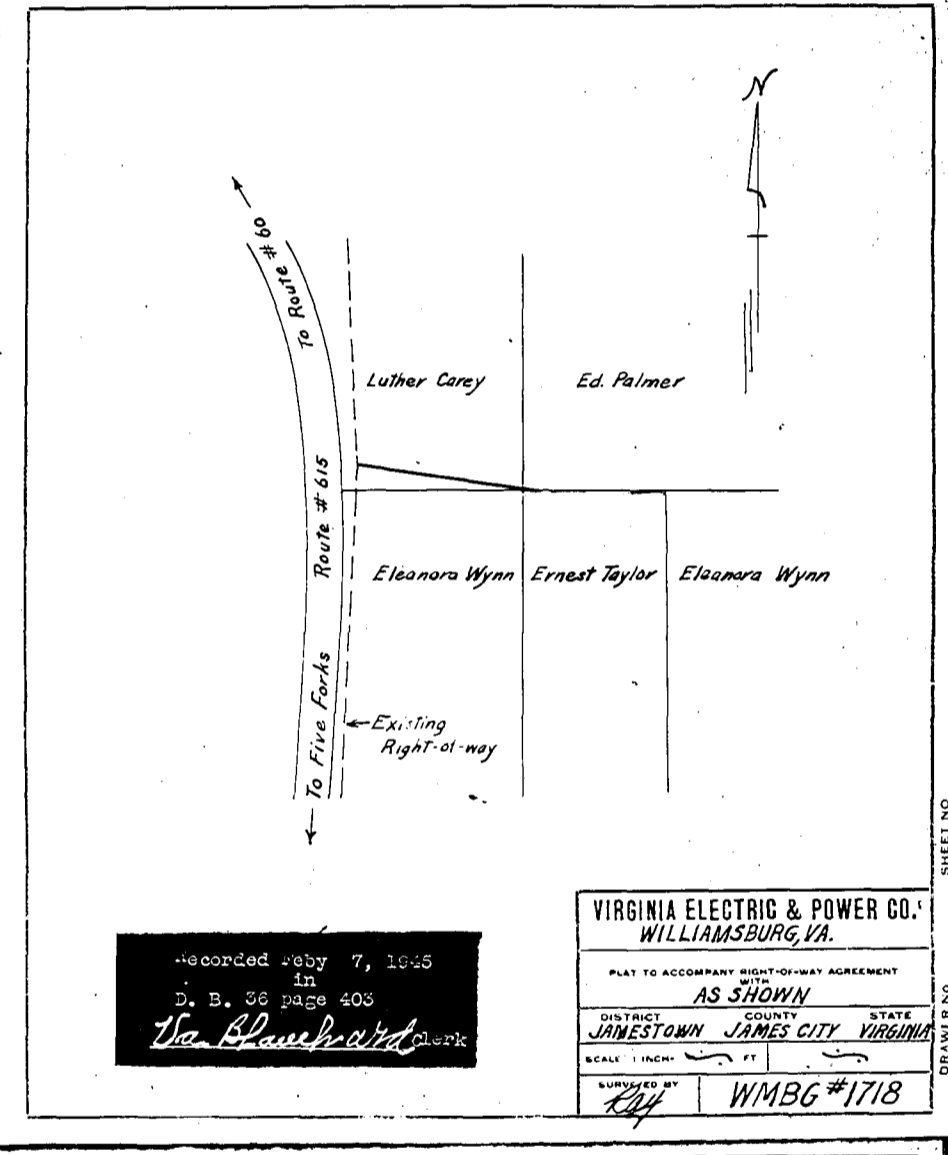 N
To Route # 60
Luther Carey
Ed. Palmer
Route # 615
Eleanora Wynn
Ernest Taylor
Eleanora Wynn
To Five Forks
Existing
Right-of-way
SHEET NO
DRAWER NO
Recorded Feby 7, 1945
in
D. B. 36 page 403
Va. Blanchard Clerk
VIRGINIA ELECTRIC & POWER CO.
WILLIAMSBURG, VA.
PLAT TO ACCOMPANY RIGHT-OF-WAY AGREEMENT
WITH
AS SHOWN
DISTRICT COUNTY STATE
JAMESTOWN JAMES CITY VIRGINIA
SCALE 1 INCH= FT
SURVEYED BY
Ray
WMBG #1718